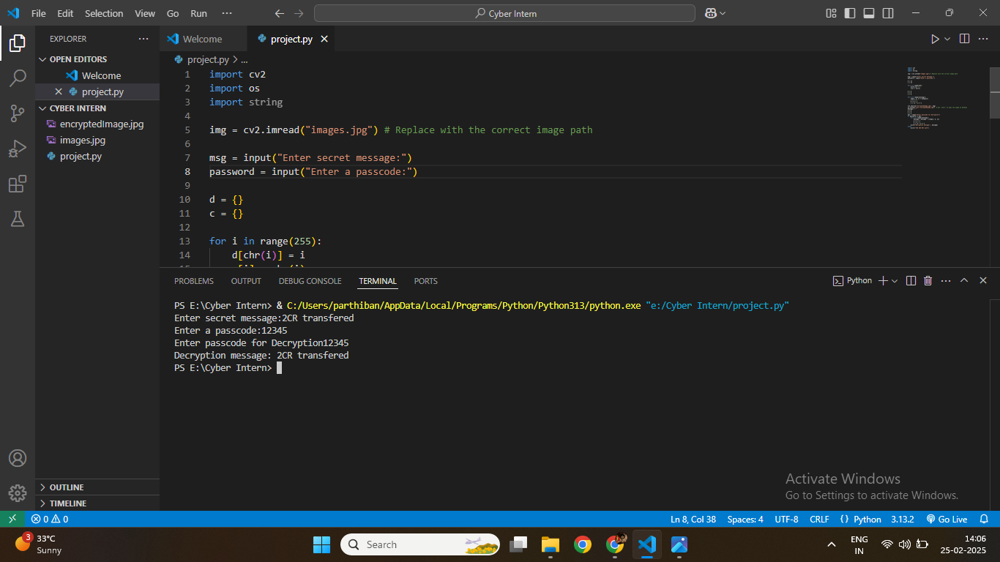 File Edit Selection View Go Run ··· Cyber Intern
EXPLORER ···
OPEN EDITORS
Welcome
project.py
CYBER INTERN
encryptedImage.jpg
images.jpg
project.py
OUTLINE
TIMELINE
Welcome project.py
project.py > ...
1 import cv2
2 import os
3 import string
4
5 img = cv2.imread("images.jpg") # Replace with the correct image path
6
7 msg = input("Enter secret message:")
8 password = input("Enter a passcode:")
9
10 d = {}
11 c = {}
12
13 for i in range(255):
14 d[chr(i)] = i
PROBLEMS OUTPUT DEBUG CONSOLE TERMINAL PORTS Python
PS E:\Cyber Intern> & C:/Users/parthiban/AppData/Local/Programs/Python/Python313/python.exe "e:/Cyber Intern/project.py"
Enter secret message:2CR transfered
Enter a passcode:12345
Enter passcode for Decryption12345
Decryption message: 2CR transfered
PS E:\Cyber Intern>
Activate Windows
Go to Settings to activate Windows.
0 0 Ln 8, Col 38 Spaces: 4 UTF-8 CRLF {} Python 3.13.2 Go Live
3 33°C
Sunny
Search
ENG
IN
14:06
25-02-2025